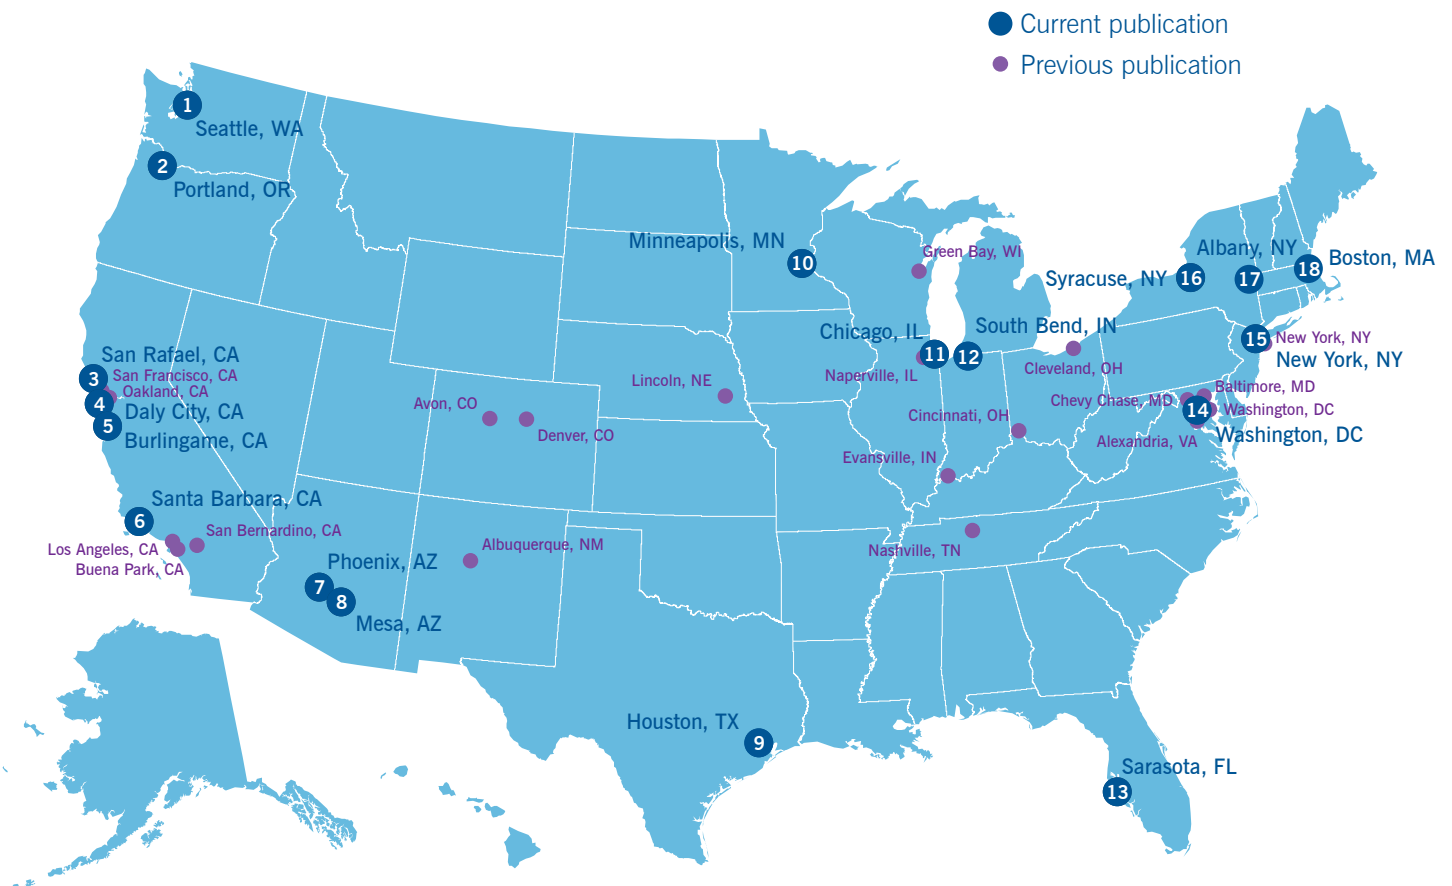 Current publication
Previous publication
1
Seattle, WA
2
Portland, OR
Minneapolis, MN
10
Green Bay, WI
Albany, NY
Syracuse, NY
16
17
18
Boston, MA
Chicago, IL
11
South Bend, IN
12
Naperville, IL
Cleveland, OH
15
New York, NY
New York, NY
San Rafael, CA
3
San Francisco, CA
Oakland, CA
4
Daly City, CA
5
Burlingame, CA
Avon, CO
Denver, CO
Lincoln, NE
Cincinnati, OH
Evansville, IN
Chevy Chase, MD
Baltimore, MD
14
Washington, DC
Washington, DC
Alexandria, VA
Santa Barbara, CA
6
San Bernardino, CA
Los Angeles, CA
Buena Park, CA
Phoenix, AZ
7
8
Mesa, AZ
Albuquerque, NM
Nashville, TN
Houston, TX
9
Sarasota, FL
13